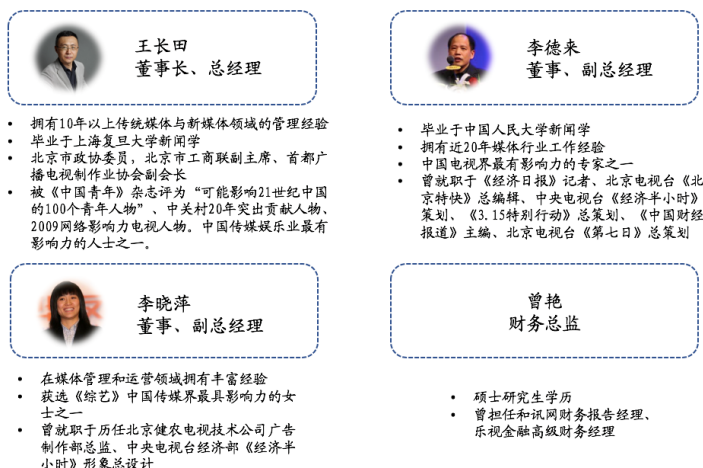 王长田
董事长、总经理
• 拥有10年以上传统媒体与新媒体领域的管理经验
• 毕业于上海复旦大学新闻学
• 北京市政协委员，北京市工商联副主席、首都广
播电视制作业协会副会长
• 被《中国青年》杂志评为“可能影响21世纪中国
的100个青年人物”、中关村20年突出贡献人物、
2009网络影响力电视人物。中国传媒娱乐业最有
影响力的人士之一。
李德来
董事、副总经理
• 毕业于中国人民大学新闻学
• 拥有近20年媒体行业工作经验
• 中国电视界最有影响力的专家之一
• 曾就职于《经济日报》记者、北京电视台《北
京特快》总编辑、中央电视台《经济半小时》
策划、《3.15特别行动》总策划、《中国财经
报道》主编、北京电视台《第七日》总策划
李晓萍
董事、副总经理
• 在媒体管理和运营领域拥有丰富经验
• 获选《综艺》中国传媒界最具影响力的女
士之一
• 曾就职于历任北京健农电视技术公司广告
制作部总监、中央电视台经济部《经济半
小时》形象总设计
曾艳
财务总监
• 硕士研究生学历
• 曾担任和讯网财务报告经理、
乐视金融高级财务经理